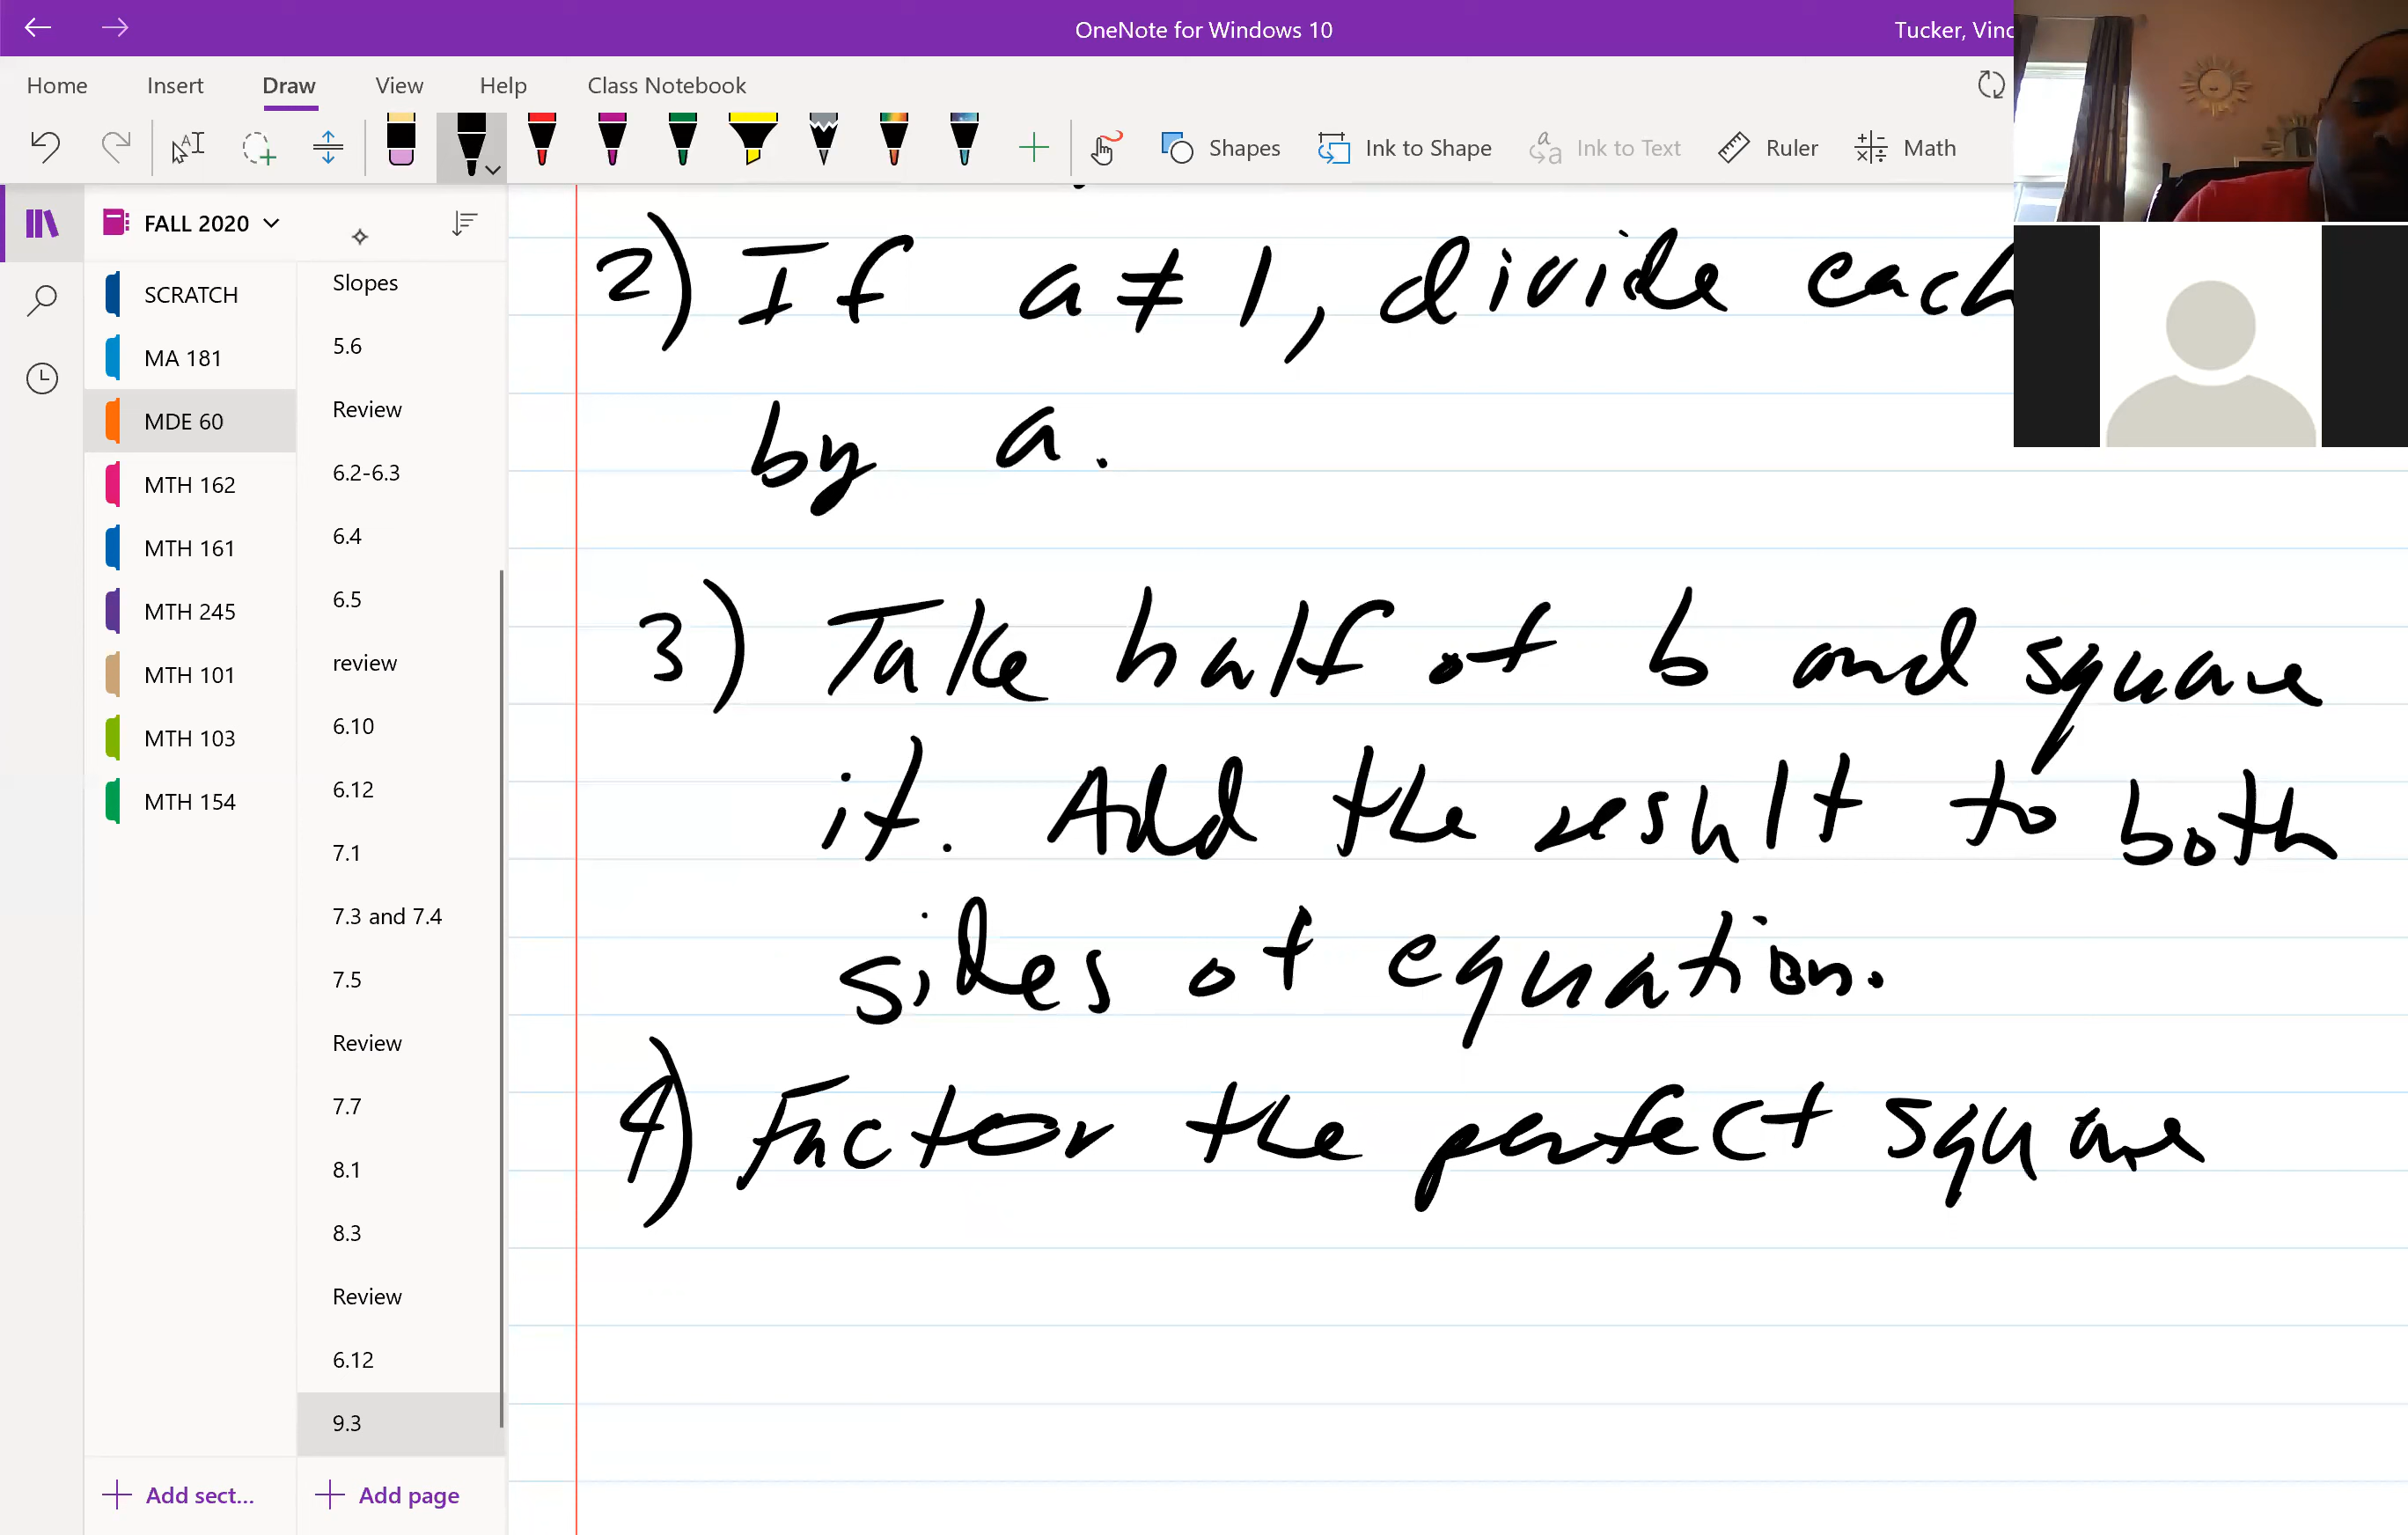 OneNote for Windows 10
Tucker, Vinc
Home Insert Draw View Help Class Notebook
Shapes Ink to Shape Ink to Text Ruler Math
FALL 2020
SCRATCH
MA 181
MDE 60
MTH 162
MTH 161
MTH 245
MTH 101
MTH 103
MTH 154
Add sect...
Slopes
5.6
Review
6.2-6.3
6.4
6.5
review
6.10
6.12
7.1
7.3 and 7.4
7.5
Review
7.7
8.1
8.3
Review
6.12
9.3
Add page
2) If a ≠ 1, divide each
by a.
3) Take half of b and square
it. Add the result to both
sides of equation.
4) Factor the perfect square